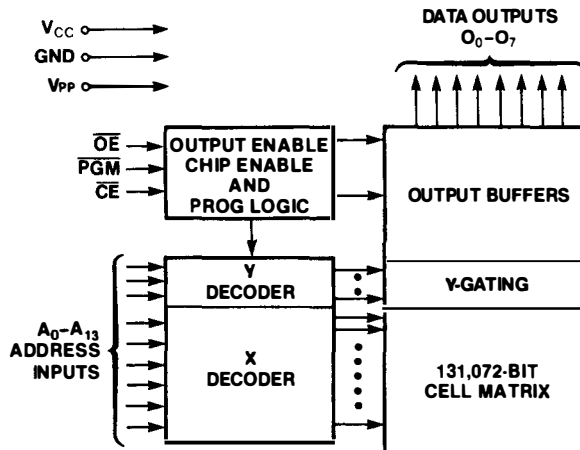 VCC
GND
VPP
DATA OUTPUTS
O0–O7
OE
PGM
CE
OUTPUT ENABLE
CHIP ENABLE
AND
PROG LOGIC
OUTPUT BUFFERS
Y
DECODER
Y-GATING
A0–A13
ADDRESS
INPUTS
X
DECODER
131,072-BIT
CELL MATRIX